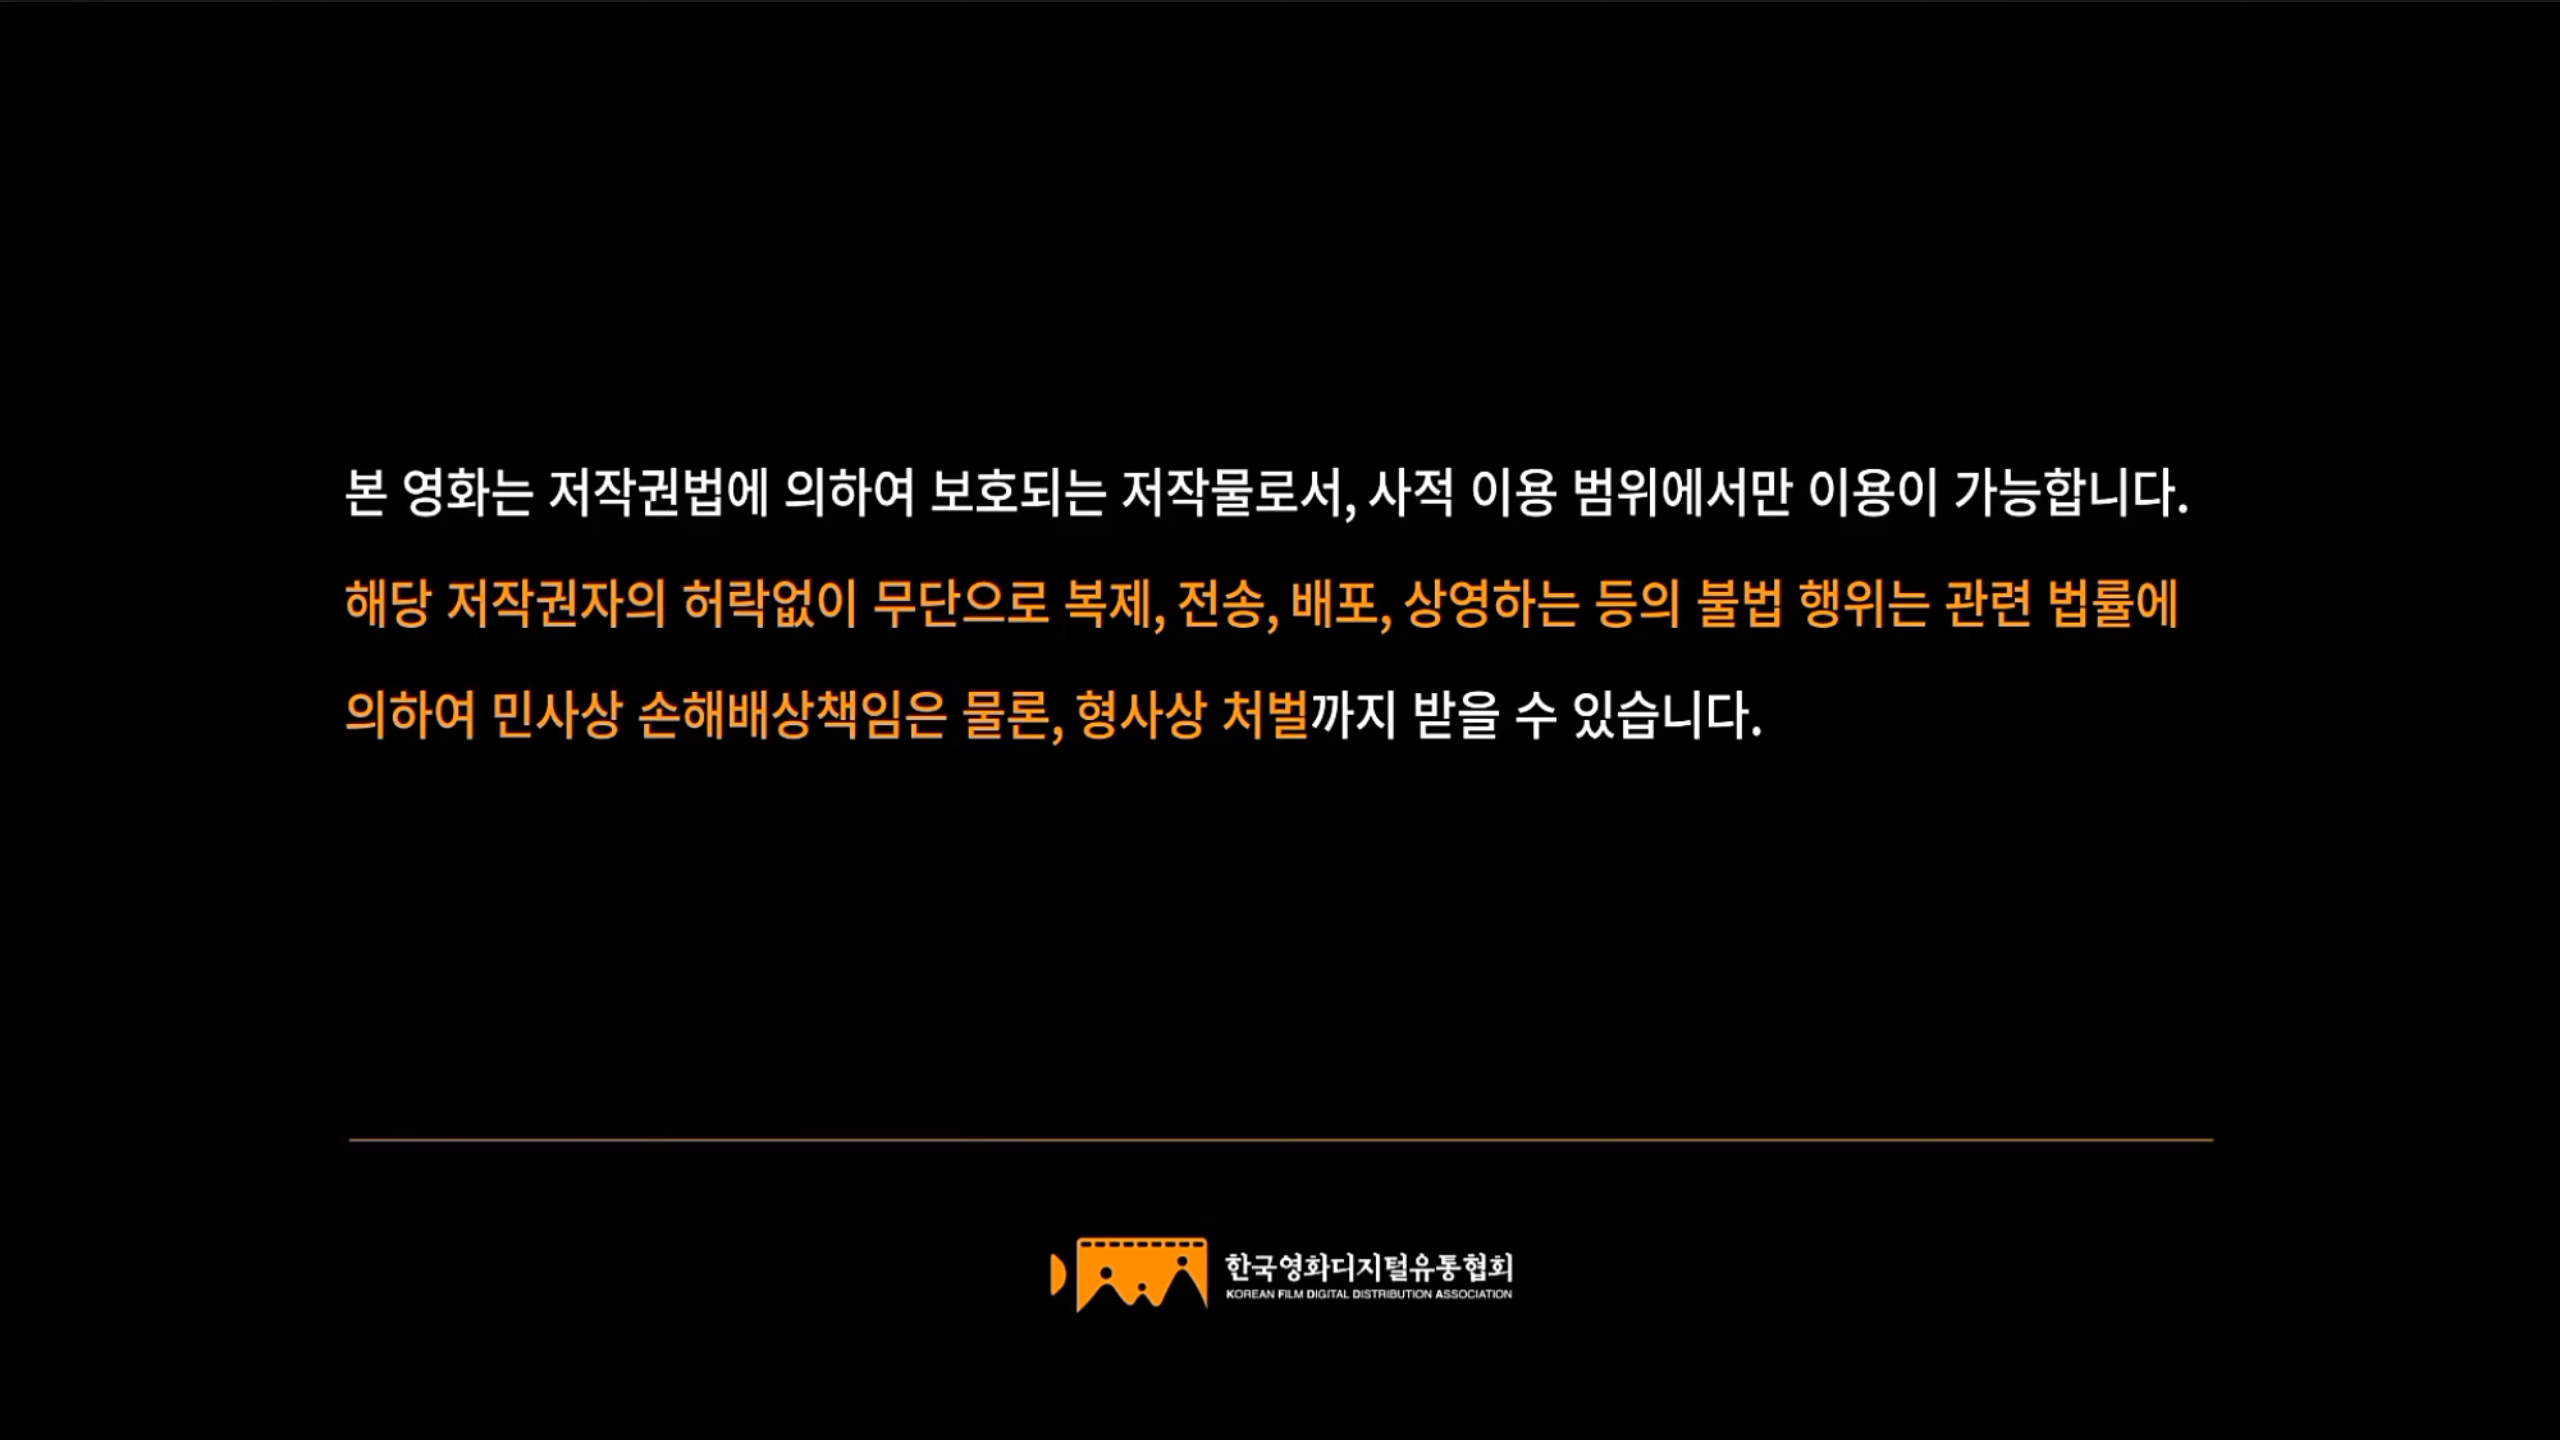 본 영화는 저작권법에 의하여 보호되는 저작물로서, 사적 이용 범위에서만 이용이 가능합니다.
해당 저작권자의 허락없이 무단으로 복제, 전송, 배포, 상영하는 등의 불법 행위는 관련 법률에
의하여 민사상 손해배상책임은 물론, 형사상 처벌까지 받을 수 있습니다.
한국영화디지털유통협회
KOREAN FILM DIGITAL DISTRIBUTION ASSOCIATION